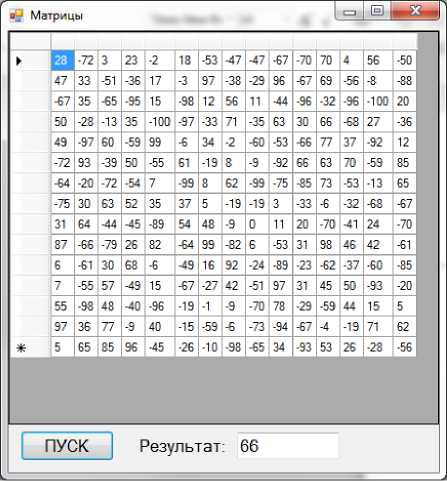 Матрицы
28 -72 3 23 -2 18 -53 -47 -47 -67 -70 70 4 56 -50
47 33 -51 -36 17 -3 97 -38 -29 96 -67 69 -56 -8 -88
-67 35 -65 -95 15 -98 12 56 11 -44 -96 -32 -96 -100 20
50 -28 -13 35 -100 -97 -33 71 -35 63 30 66 -68 27 -36
49 -97 60 -59 99 -6 34 -2 -60 -53 -66 77 37 -92 12
-72 93 -39 50 -55 61 -19 8 -9 -92 66 63 70 -59 85
-64 -20 -72 -54 7 -99 8 62 -99 -75 -85 73 -53 -13 65
-75 30 63 52 35 37 5 -19 -19 3 -33 -6 -32 -68 -67
31 64 -44 -45 -89 54 48 -9 0 11 20 -70 -41 24 -70
87 -66 -79 26 82 -64 99 -82 6 -53 31 98 46 42 -61
6 -61 30 68 -6 -49 16 92 -24 -89 -23 -62 -37 -60 -85
7 -55 57 -49 15 -67 -27 42 -51 97 31 45 50 -93 -20
55 -98 48 -40 -96 -19 -1 -9 -70 78 -29 -59 44 15 5
97 36 77 -9 40 -15 -59 -6 -73 -94 -67 -4 -19 71 62
5 65 85 96 -45 -26 -10 -98 -65 34 -93 53 26 -28 -56
ПУСК Результат: 66